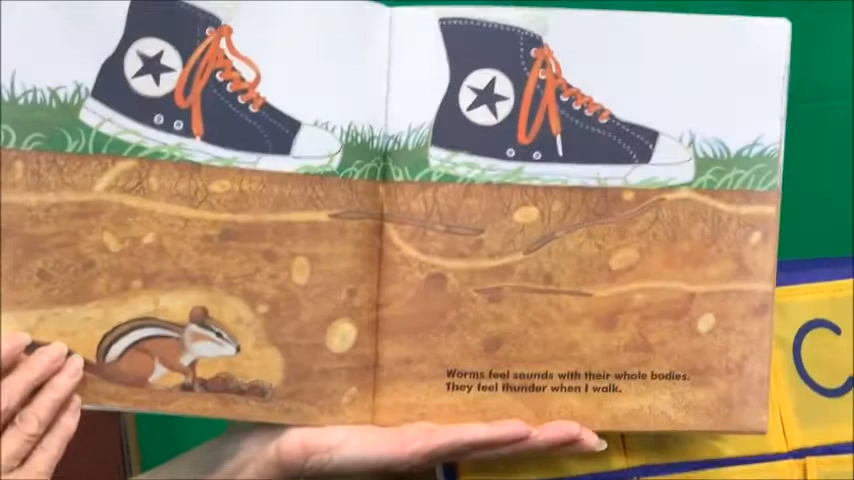 Worms feel sounds with their whole bodies.
They feel thunder when I walk.
C